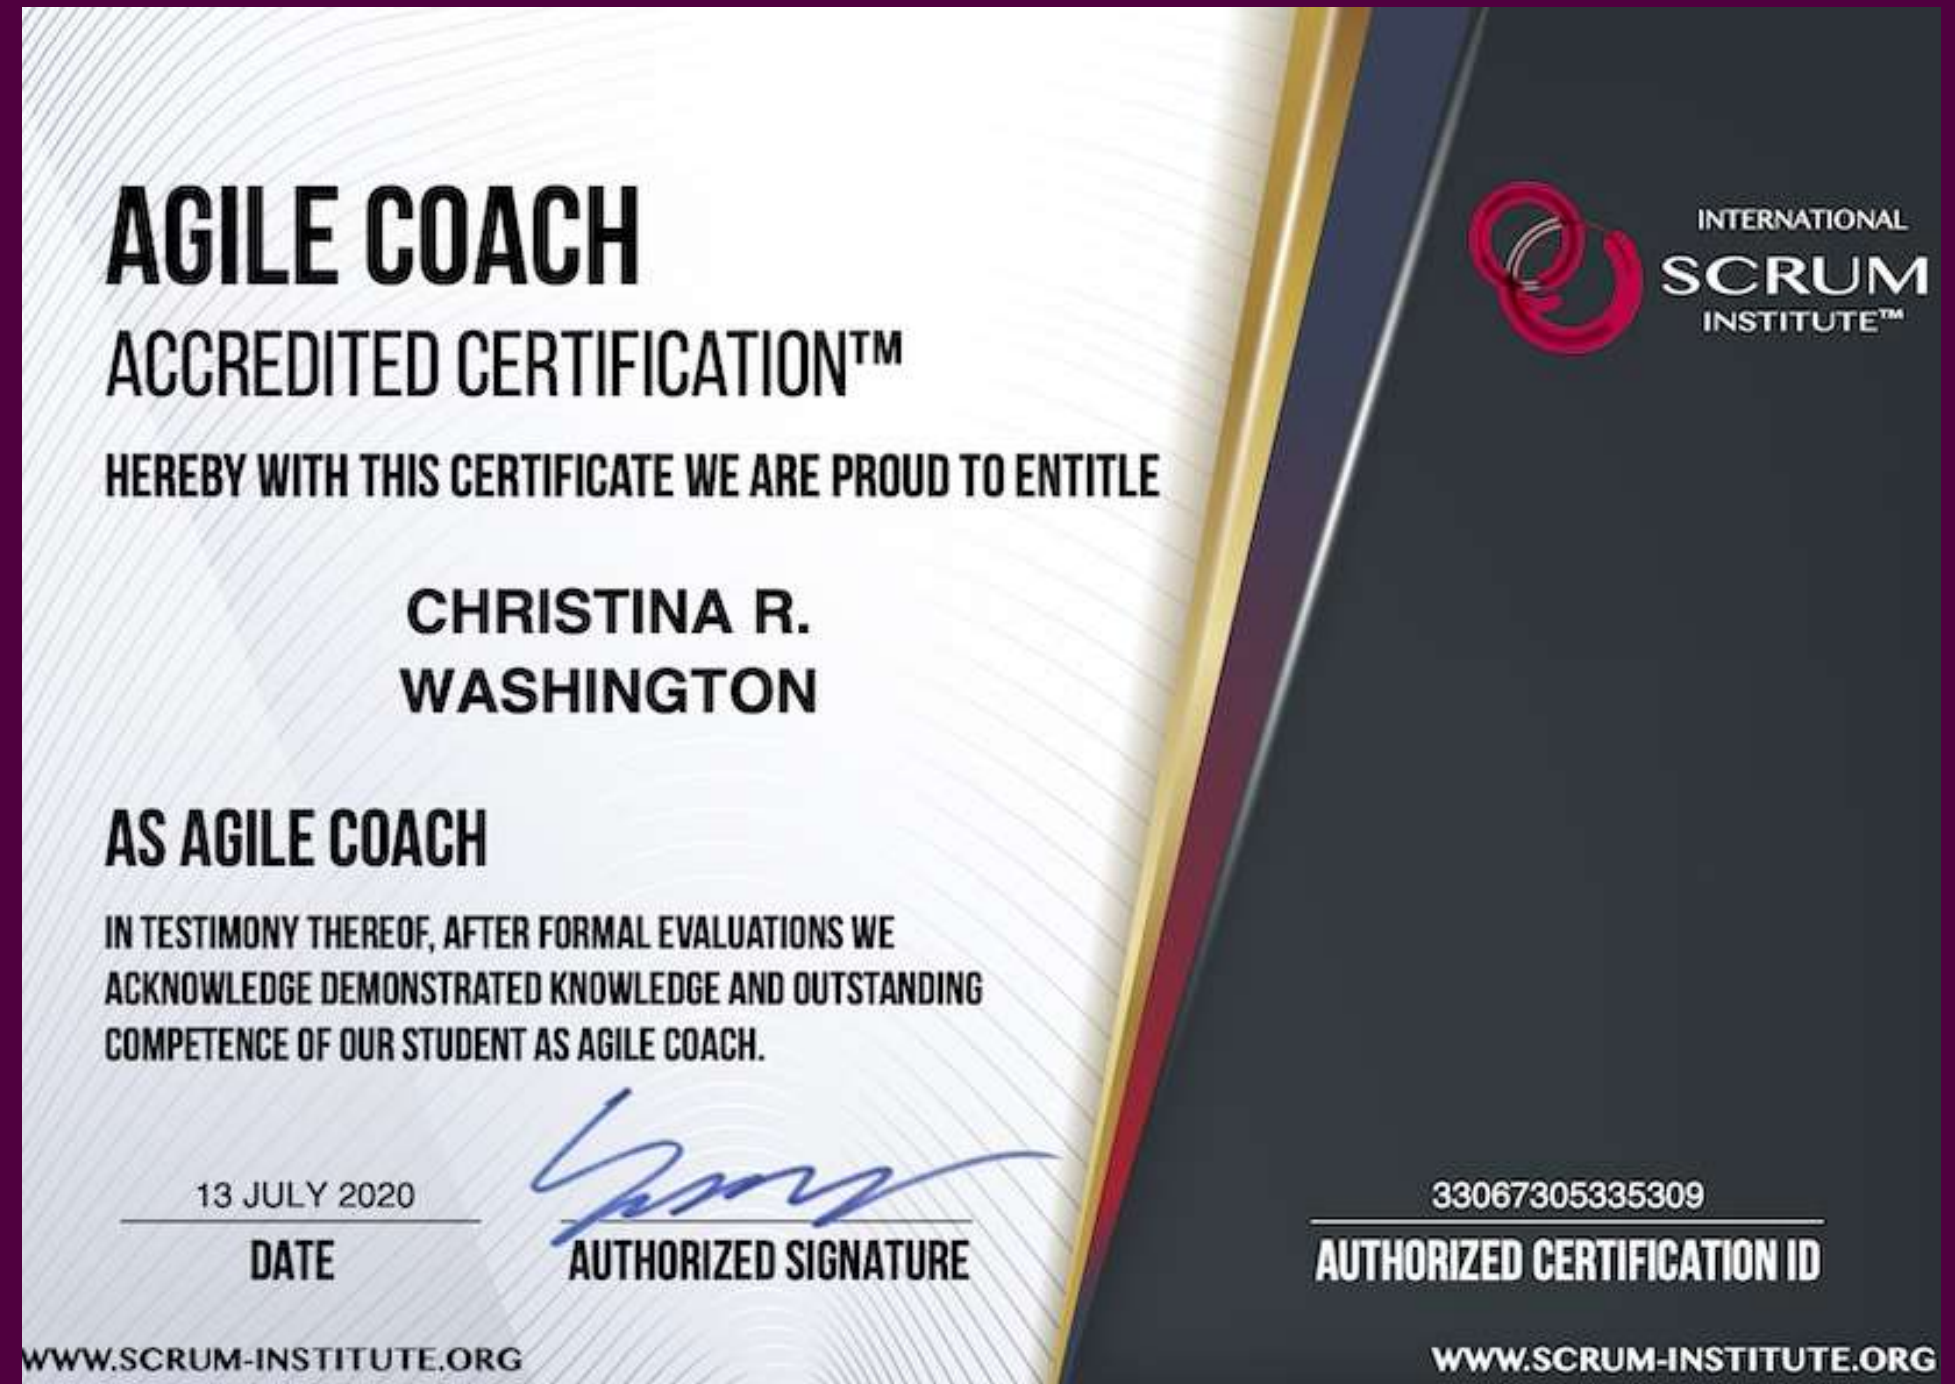 AGILE COACH
ACCREDITED CERTIFICATION™
HEREBY WITH THIS CERTIFICATE WE ARE PROUD TO ENTITLE
CHRISTINA R.
WASHINGTON
AS AGILE COACH
IN TESTIMONY THEREOF, AFTER FORMAL EVALUATIONS WE
ACKNOWLEDGE DEMONSTRATED KNOWLEDGE AND OUTSTANDING
COMPETENCE OF OUR STUDENT AS AGILE COACH.
13 JULY 2020
DATE
AUTHORIZED SIGNATURE
WWW.SCRUM-INSTITUTE.ORG
INTERNATIONAL
SCRUM
INSTITUTE™
33067305335309
AUTHORIZED CERTIFICATION ID
WWW.SCRUM-INSTITUTE.ORG